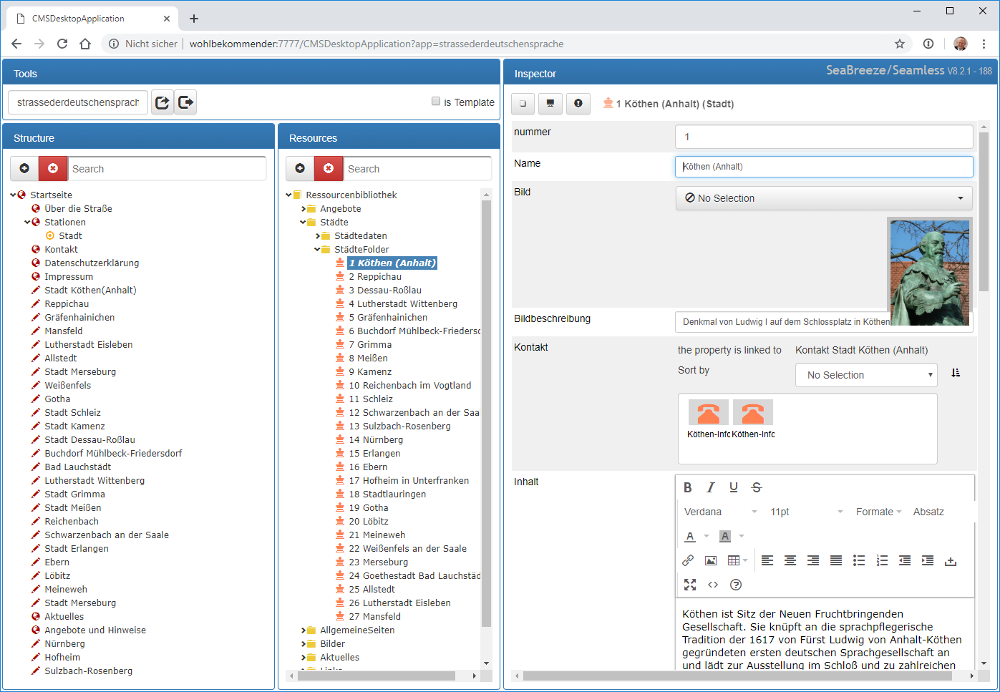 CMSDesktopApplication
Nicht sicher
wohlbekommender:7777/CMSDesktopApplication?app=strassederdeutschensprache
Tools
strassederdeutschensprach
is Template
Structure
Search
Startseite
Über die Straße
Stationen
Stadt
Kontakt
Datenschutzerklärung
Impressum
Stadt Köthen(Anhalt)
Reppichau
Gräfenhainichen
Mansfeld
Lutherstadt Eisleben
Allstedt
Stadt Merseburg
Weißenfels
Gotha
Stadt Schleiz
Stadt Kamenz
Stadt Dessau-Roßlau
Buchdorf Mühlbeck-Friedersdorf
Bad Lauchstädt
Lutherstadt Wittenberg
Stadt Grimma
Stadt Meißen
Reichenbach
Schwarzenbach an der Saale
Stadt Erlangen
Ebern
Löbitz
Meineweh
Stadt Merseburg
Aktuelles
Angebote und Hinweise
Nürnberg
Hofheim
Sulzbach-Rosenberg
Resources
Search
Ressourcenbibliothek
Angebote
Städte
Städtedaten
StädteFolder
1 Köthen (Anhalt)
2 Reppichau
3 Dessau-Roßlau
4 Lutherstadt Wittenberg
5 Gräfenhainichen
6 Buchdorf Mühlbeck-Friedersd
7 Grimma
8 Meißen
9 Kamenz
10 Reichenbach im Vogtland
11 Schleiz
12 Schwarzenbach an der Saal
13 Sulzbach-Rosenberg
14 Nürnberg
15 Erlangen
16 Ebern
17 Hofheim in Unterfranken
18 Stadtlauringen
19 Gotha
20 Löbitz
21 Meineweh
22 Weißenfels an der Saale
23 Merseburg
24 Goethestadt Bad Lauchstäd
25 Allstedt
26 Lutherstadt Eisleben
27 Mansfeld
AllgemeineSeiten
Bilder
Aktuelles
Inspector
SeaBreeze/Seamless V8.2.1 - 188
1 Köthen (Anhalt) (Stadt)
nummer
1
Name
Köthen (Anhalt)
Bild
No Selection
Bildbeschreibung
Denkmal von Ludwig I auf dem Schlossplatz in Köthen
Kontakt
the property is linked to
Kontakt Stadt Köthen (Anhalt)
Sort by
No Selection
Köthen-Info Köthen-Info
Inhalt
B I U S
Verdana 11pt Formate Absatz
A A
Köthen ist Sitz der Neuen Fruchtbringenden
Gesellschaft. Sie knüpft an die sprachpflegerische
Tradition der 1617 von Fürst Ludwig von Anhalt-Köthen
gegründeten ersten deutschen Sprachgesellschaft an
und lädt zur Ausstellung im Schloß und zu zahlreichen